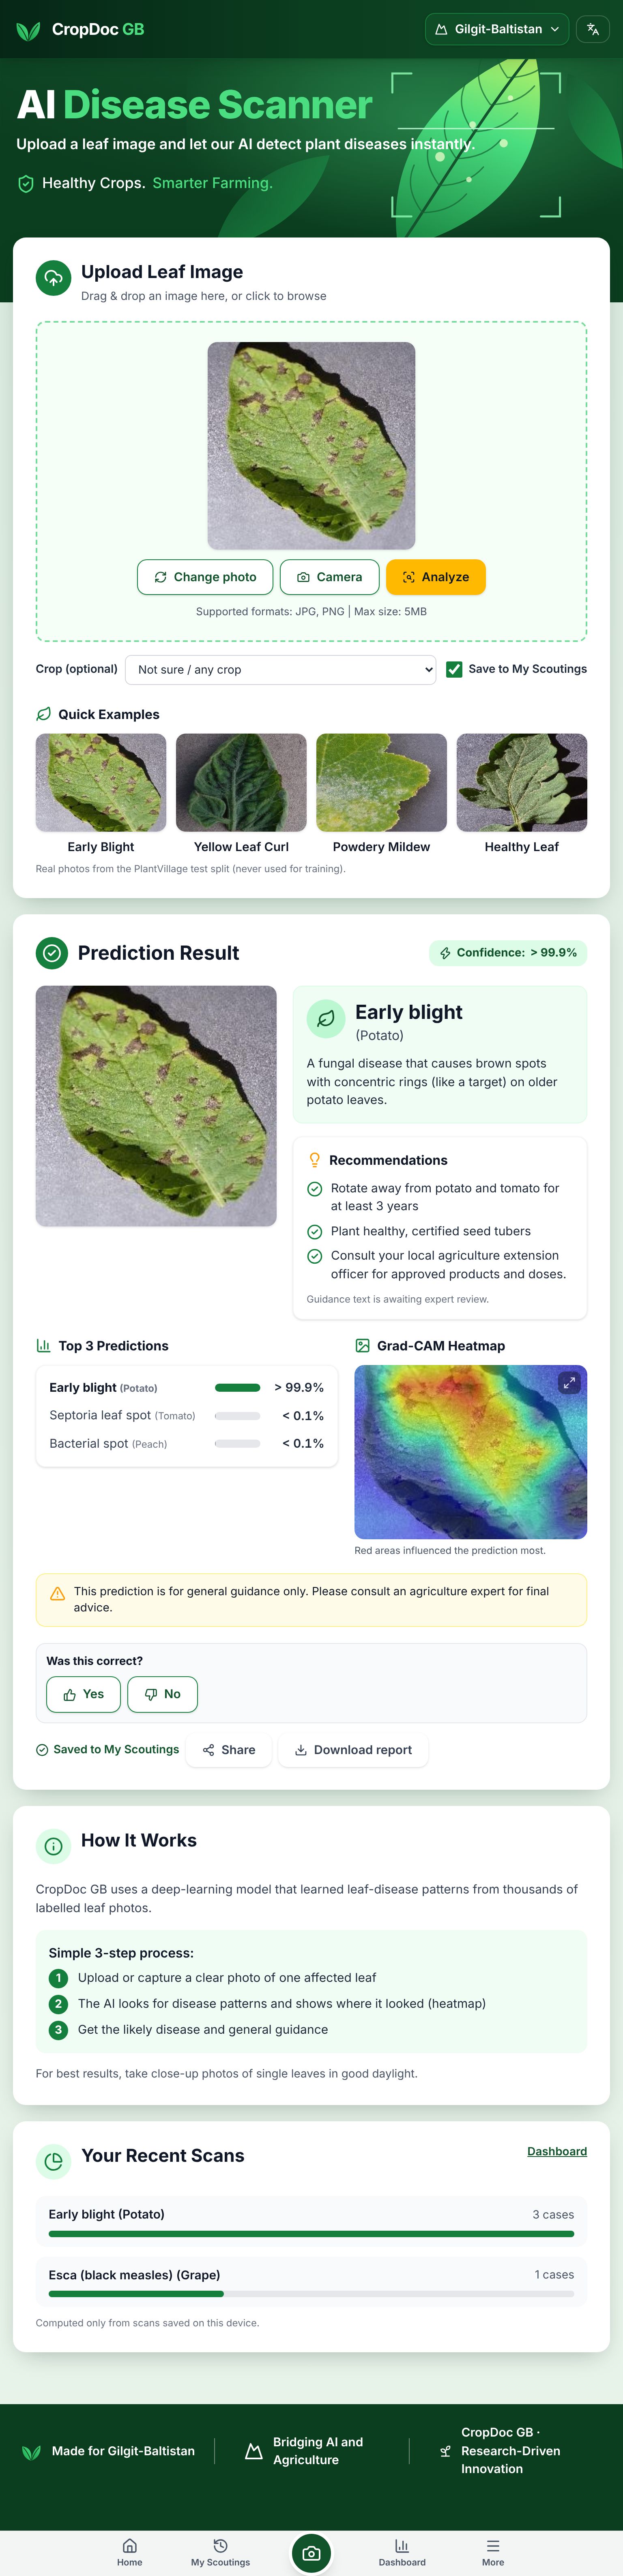 CropDoc GB
Gilgit-Baltistan
AI Disease Scanner
Upload a leaf image and let our AI detect plant diseases instantly.
Healthy Crops. Smarter Farming.
Upload Leaf Image
Drag & drop an image here, or click to browse
Change photo
Camera
Analyze
Supported formats: JPG, PNG | Max size: 5MB
Crop (optional)
Not sure / any crop
Save to My Scoutings
Quick Examples
Early Blight
Yellow Leaf Curl
Powdery Mildew
Healthy Leaf
Real photos from the PlantVillage test split (never used for training).
Prediction Result
Confidence: > 99.9%
Early blight
(Potato)
A fungal disease that causes brown spots
with concentric rings (like a target) on older
potato leaves.
Recommendations
Rotate away from potato and tomato for
at least 3 years
Plant healthy, certified seed tubers
Consult your local agriculture extension
officer for approved products and doses.
Guidance text is awaiting expert review.
Top 3 Predictions
Early blight (Potato) > 99.9%
Septoria leaf spot (Tomato) < 0.1%
Bacterial spot (Peach) < 0.1%
Grad-CAM Heatmap
Red areas influenced the prediction most.
This prediction is for general guidance only. Please consult an agriculture expert for final
advice.
Was this correct?
Yes
No
Saved to My Scoutings
Share
Download report
How It Works
CropDoc GB uses a deep-learning model that learned leaf-disease patterns from thousands of
labelled leaf photos.
Simple 3-step process:
1 Upload or capture a clear photo of one affected leaf
2 The AI looks for disease patterns and shows where it looked (heatmap)
3 Get the likely disease and general guidance
For best results, take close-up photos of single leaves in good daylight.
Your Recent Scans
Dashboard
Early blight (Potato) 3 cases
Esca (black measles) (Grape) 1 cases
Computed only from scans saved on this device.
Made for Gilgit-Baltistan
Bridging AI and
Agriculture
CropDoc GB ·
Research-Driven
Innovation
Home
My Scoutings
Dashboard
More